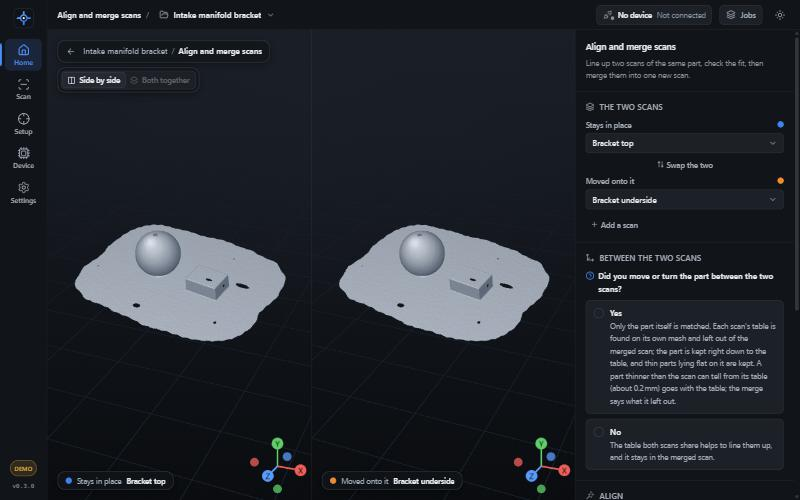 Align and merge scans /
Intake manifold bracket
No device Not connected
Jobs
Home
Scan
Setup
Device
Settings
DEMO
v0.3.0
Intake manifold bracket / Align and merge scans
Side by side
Both together
Y
X
Z
Stays in place Bracket top
Y
X
Z
Moved onto it Bracket underside
Align and merge scans
Line up two scans of the same part, check the fit, then
merge them into one new scan.
THE TWO SCANS
Stays in place
Bracket top
Swap the two
Moved onto it
Bracket underside
+ Add a scan
BETWEEN THE TWO SCANS
Did you move or turn the part between the two
scans?
Yes
Only the part itself is matched. Each scan's table is
found on its own mesh and left out of the
merged scan; the part is kept right down to the
table, and thin parts lying flat on it are kept. A
part thinner than the scan can tell from its table
(about 0.2 mm) goes with the table; the merge
says what it left out.
No
The table both scans share helps to line them up,
and it stays in the merged scan.
ALIGN